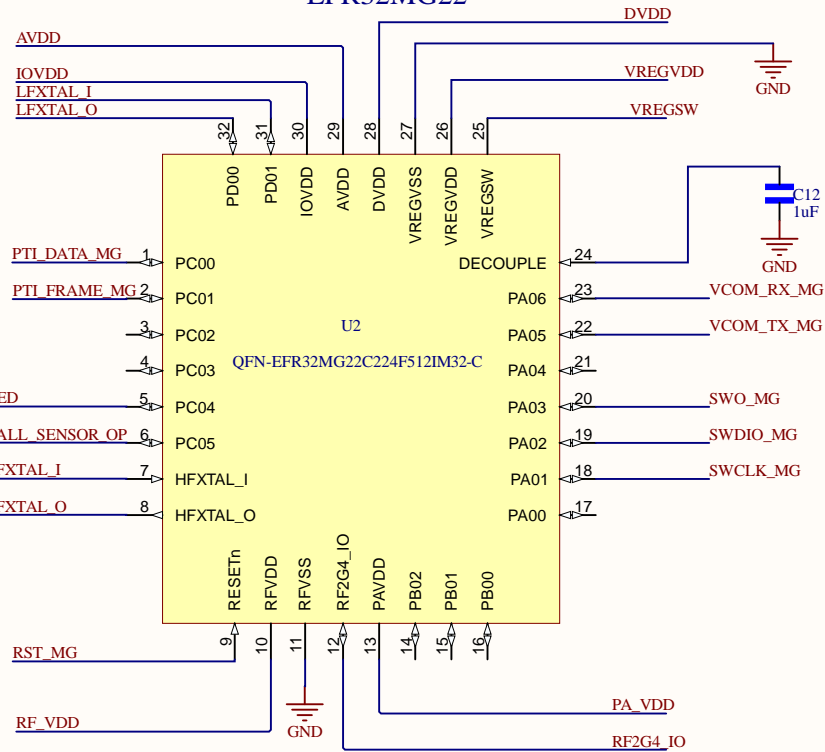 EFR32MG22
DVDD
AVDD
IOVDD
LFXTAL_I
LFXTAL_O
GND
VREGVDD
VREGSW
32
31
30
29
28
27
26
25
PD00
PD01
IOVDD
AVDD
DVDD
VREGVSS
VREGVDD
VREGSW
C12
1uF
GND
PTI_DATA_MG 1 PC00
DECOUPLE 24
PTI_FRAME_MG 2 PC01
PA06 23 VCOM_RX_MG
3 PC02
U2
PA05 22 VCOM_TX_MG
4 PC03
QFN-EFR32MG22C224F512IM32-C
PA04 21
ED 5 PC04
PA03 20 SWO_MG
ALL_SENSOR_OP 6 PC05
PA02 19 SWDIO_MG
FXTAL_I 7 HFXTAL_I
PA01 18 SWCLK_MG
FXTAL_O 8 HFXTAL_O
PA00 17
RESETn
RFVDD
RFVSS
RF2G4_IO
PAVDD
PB02
PB01
PB00
9
10
11
12
13
14
15
16
RST_MG
GND
PA_VDD
RF_VDD
RF2G4_IO